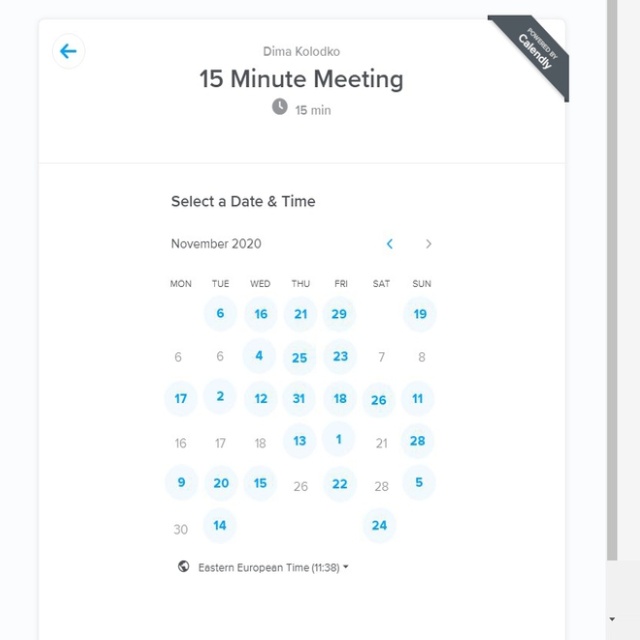 POWERED BY
Calendly
Dima Kolodko
15 Minute Meeting
15 min
Select a Date & Time
November 2020
MON TUE WED THU FRI SAT SUN
6 16 21 29 19
6 6 4 25 23 7 8
17 2 12 31 18 26 11
16 17 18 13 1 21 28
9 20 15 26 22 28 5
30 14 24
Eastern European Time (11:38)